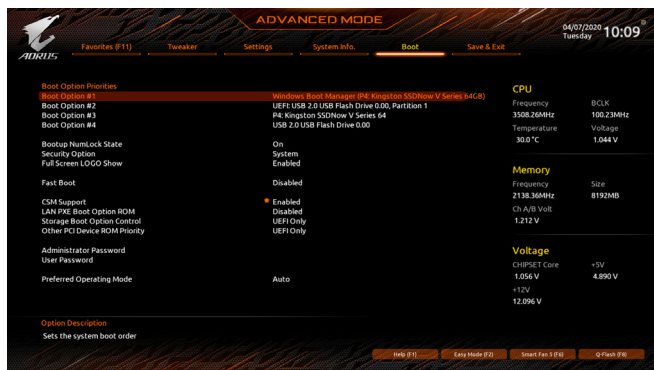 ADVANCED MODE
04/07/2020 Tuesday 10:09
AORUS
Favorites (F11) Tweaker Settings System Info. Boot Save & Exit
Boot Option Priorities
Boot Option #1 Windows Boot Manager (P4: Kingston SSDNow V Series 64GB)
Boot Option #2 UEFI: USB 2.0 USB Flash Drive 0.00, Partition 1
Boot Option #3 P4: Kingston SSDNow V Series 64
Boot Option #4 USB 2.0 USB Flash Drive 0.00
Bootup NumLock State On
Security Option System
Full Screen LOGO Show Enabled
Fast Boot Disabled
CSM Support Enabled
LAN PXE Boot Option ROM Disabled
Storage Boot Option Control UEFI Only
Other PCI Device ROM Priority UEFI Only
Administrator Password
User Password
Preferred Operating Mode Auto
CPU
Frequency BCLK
3508.26MHz 100.23MHz
Temperature Voltage
30.0 °C 1.044 V
Memory
Frequency Size
2138.36MHz 8192MB
Ch A/B Volt
1.212 V
Voltage
CHIPSET Core +5V
1.056 V 4.890 V
+12V
12.096 V
Option Description
Sets the system boot order
Help (F1) Easy Mode (F2) Smart Fan 5 (F6) Q-Flash (F8)